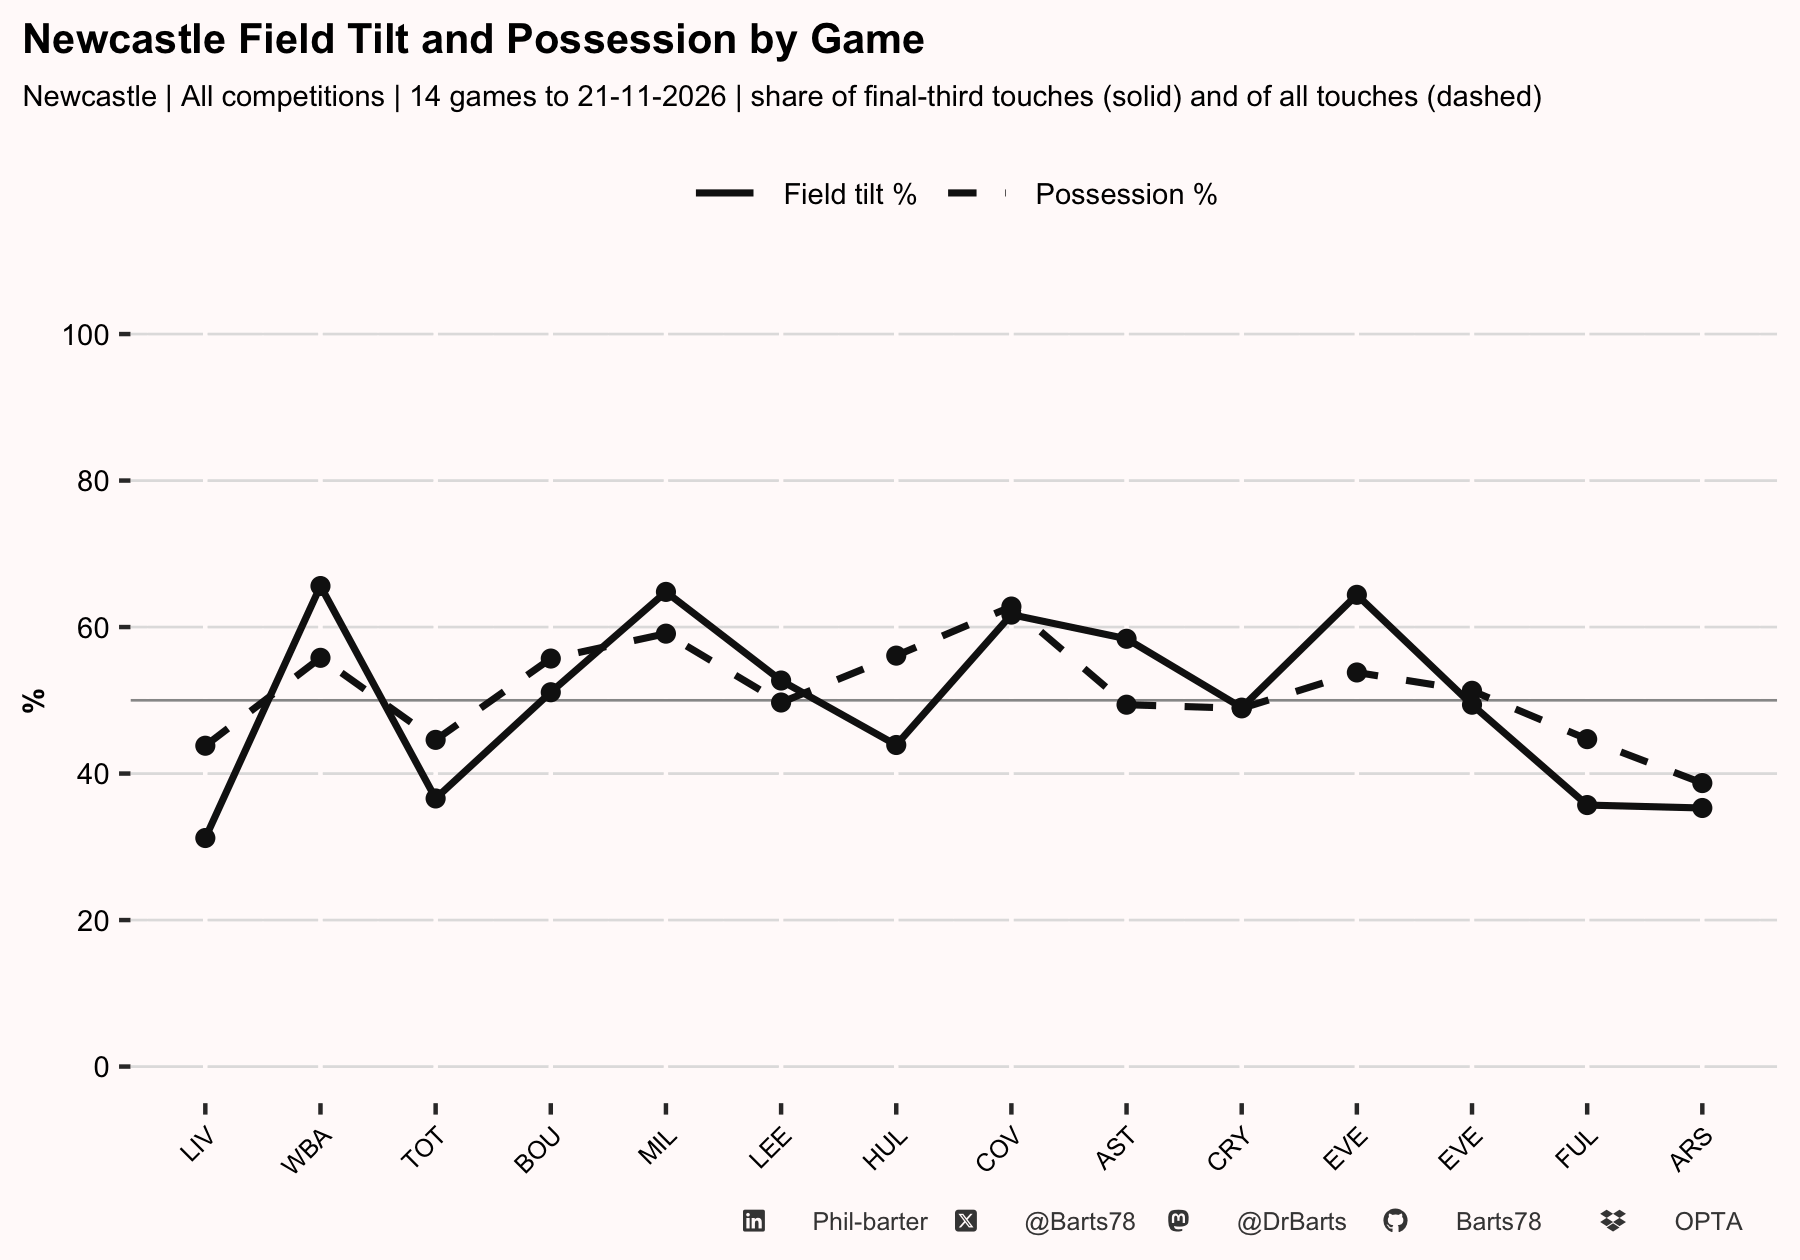 Newcastle Field Tilt and Possession by Game
Newcastle | All competitions | 14 games to 21-11-2026 | share of final-third touches (solid) and of all touches (dashed)
Field tilt % Possession %
100
80
60
40
20
0
%
LIV WBA TOT BOU MIL LEE HUL COV AST CRY EVE EVE FUL ARS
Phil-barter @Barts78 @DrBarts Barts78 OPTA